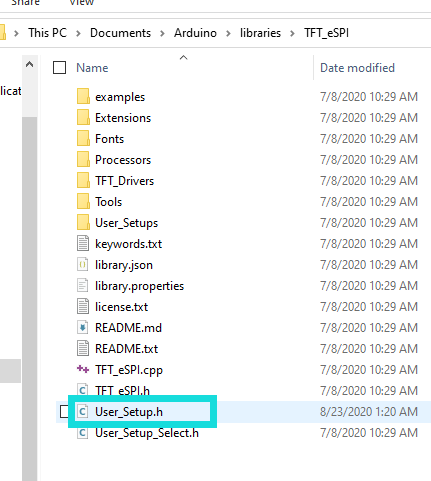 Share View
This PC > Documents > Arduino > libraries > TFT_eSPI
Name Date modified
examples 7/8/2020 10:29 AM
Extensions 7/8/2020 10:29 AM
Fonts 7/8/2020 10:29 AM
Processors 7/8/2020 10:29 AM
TFT_Drivers 7/8/2020 10:29 AM
Tools 7/8/2020 10:29 AM
User_Setups 7/8/2020 10:29 AM
keywords.txt 7/8/2020 10:29 AM
library.json 7/8/2020 10:29 AM
library.properties 7/8/2020 10:29 AM
license.txt 7/8/2020 10:29 AM
README.md 7/8/2020 10:29 AM
README.txt 7/8/2020 10:29 AM
TFT_eSPI.cpp 7/8/2020 10:29 AM
TFT_eSPI.h 7/8/2020 10:29 AM
User_Setup.h 8/23/2020 1:20 AM
User_Setup_Select.h 7/8/2020 10:29 AM